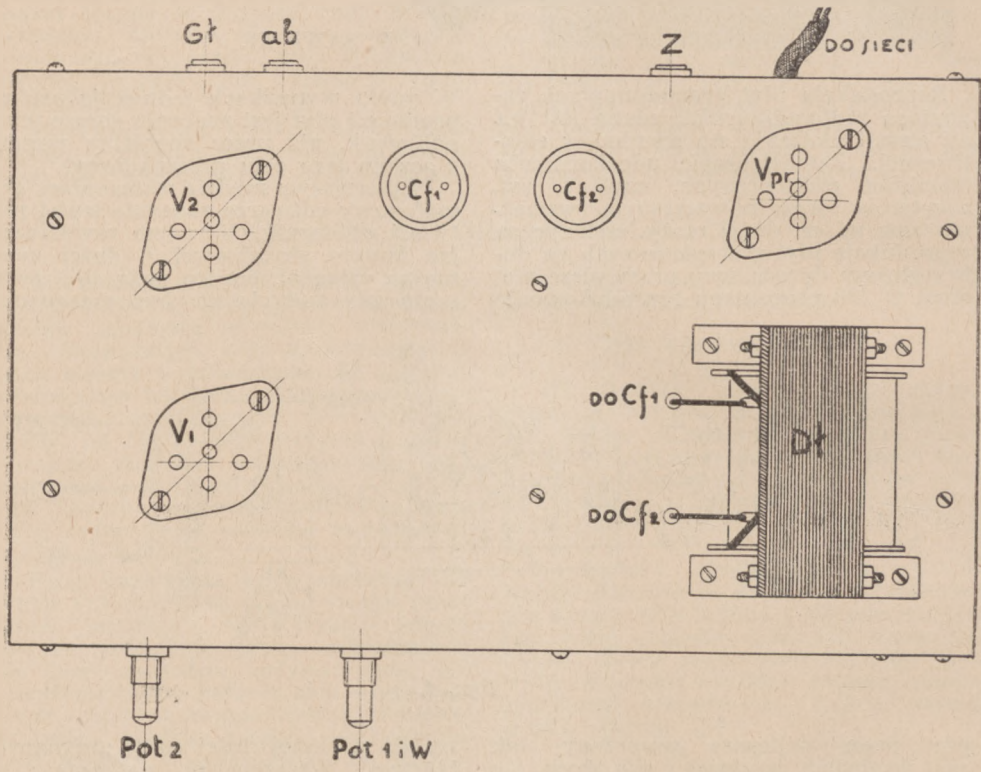 Gł ab Z DO SIECI
V2 Cf1 Cf2 Vpr
DO Cf1
V1 Dł
DO Cf2
Pot 2 Pot 1 i W